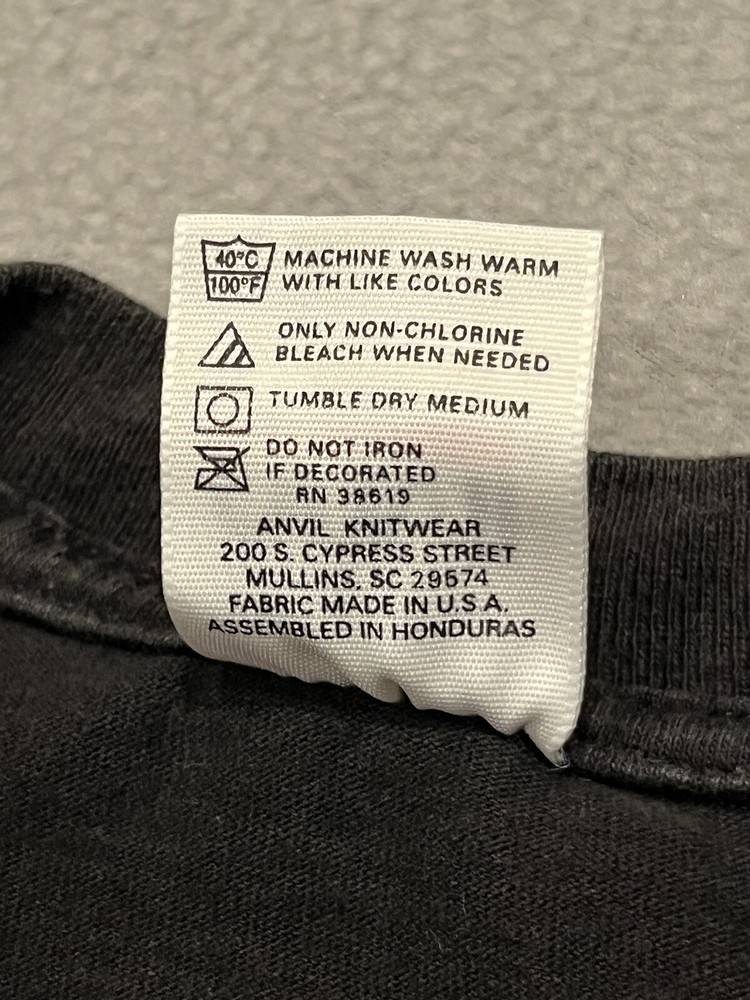 40°C
100°F
MACHINE WASH WARM
WITH LIKE COLORS
ONLY NON-CHLORINE
BLEACH WHEN NEEDED
TUMBLE DRY MEDIUM
DO NOT IRON
IF DECORATED
RN 38619
ANVIL KNITWEAR
200 S. CYPRESS STREET
MULLINS, SC 29574
FABRIC MADE IN U.S.A.
ASSEMBLED IN HONDURAS